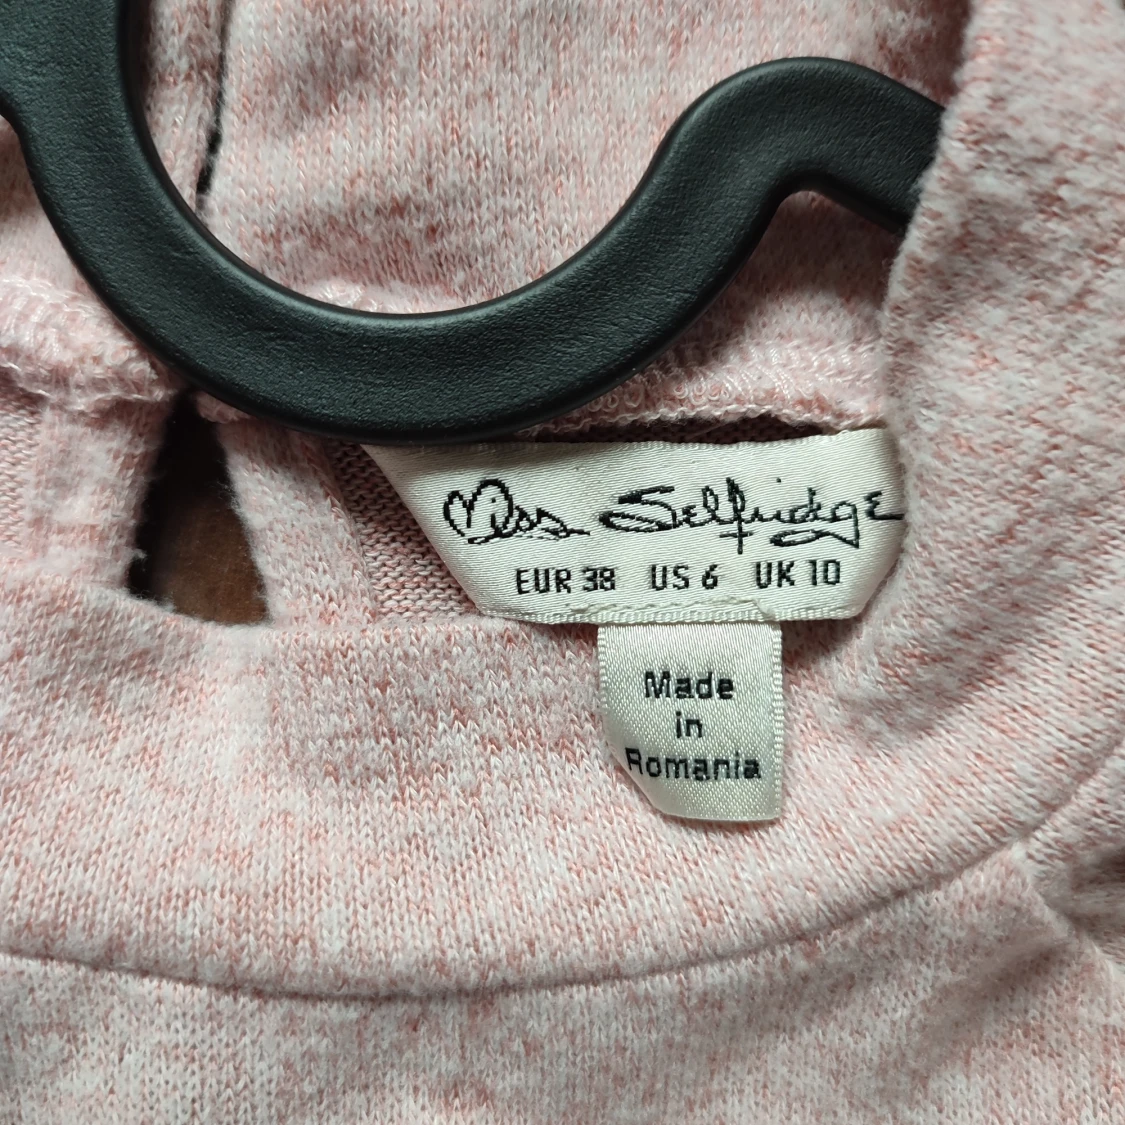 Miss Selfridge
EUR 38 US 6 UK 10
Made
in
Romania